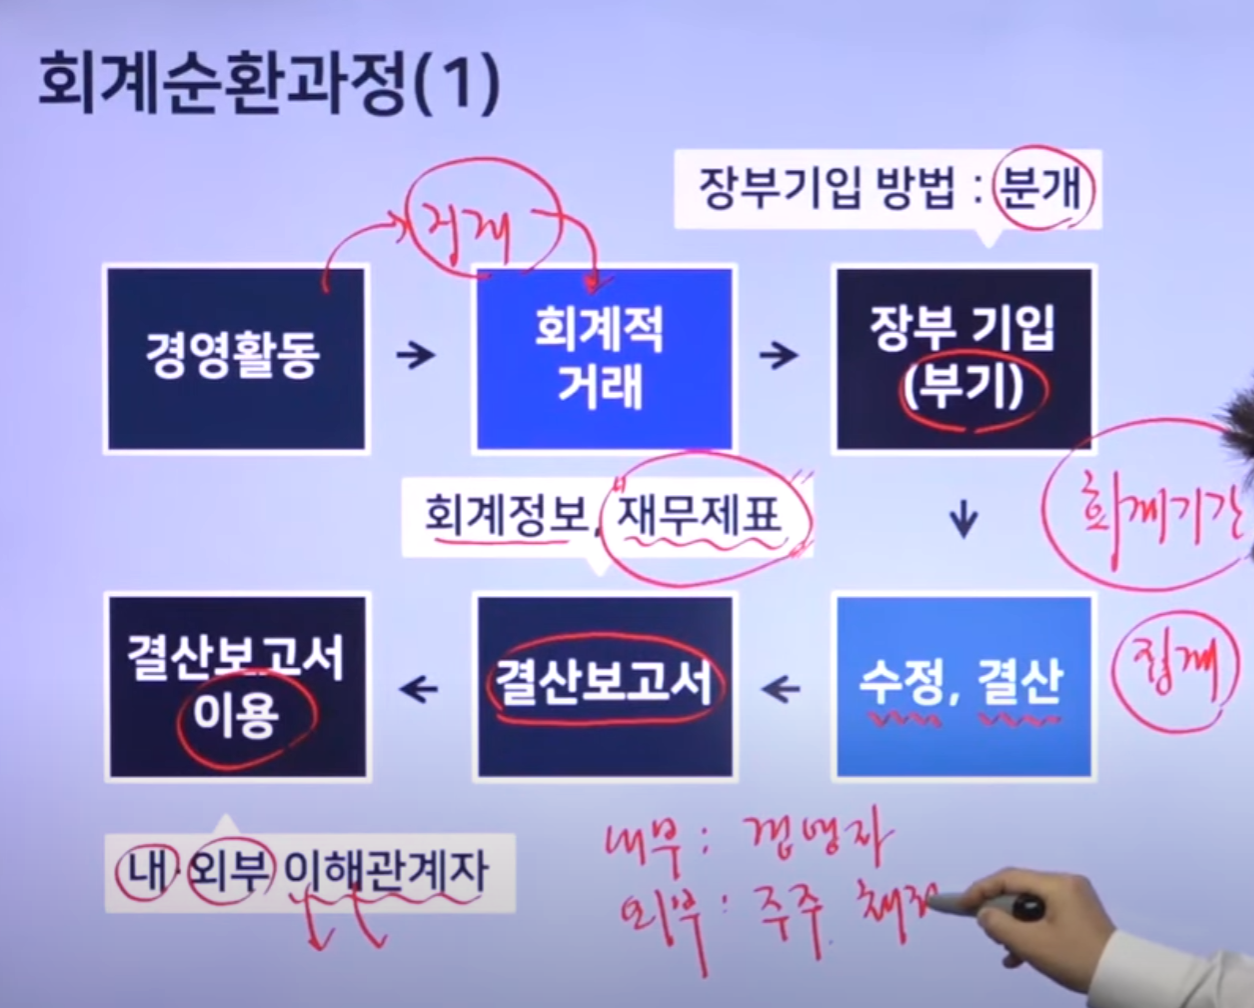 회계순환과정(1)
장부기입 방법 : 분개
거래
경영활동
회계적
거래
장부 기입
(부기)
회계정보, "재무제표"
회계기간
결산보고서
이용
결산보고서
수정, 결산
집계
내·외부 이해관계자
내부 : 경영자
외부 : 주주,